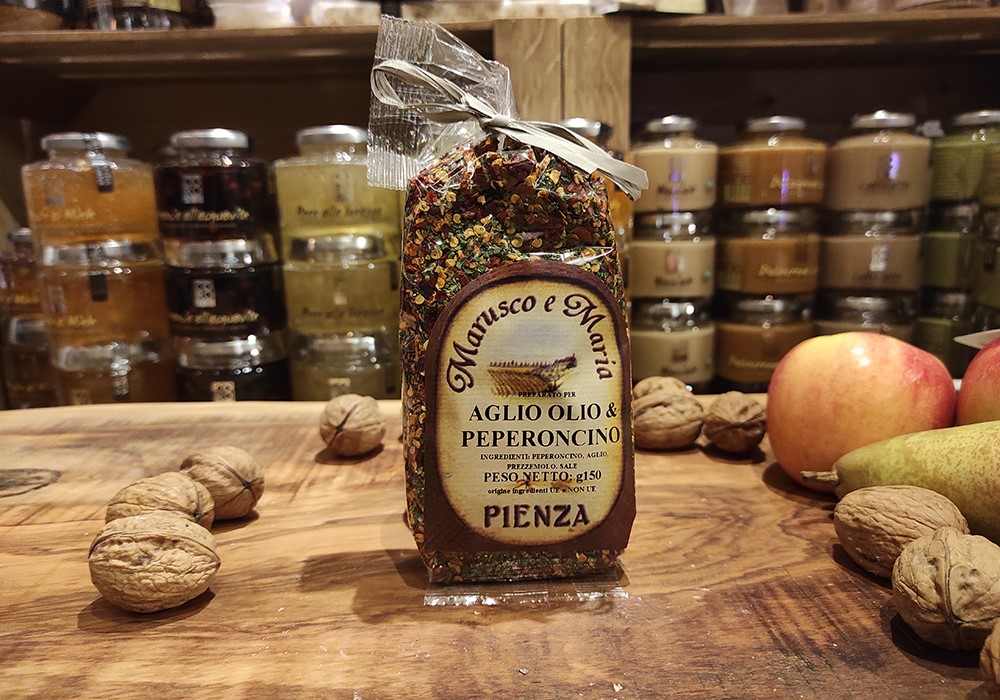 Marusco e Maria
PREPARATO PER
AGLIO OLIO &
PEPERONCINO
INGREDIENTI: PEPERONCINO, AGLIO,
PREZZEMOLO, SALE
PESO NETTO: g150
origine ingredienti UE e NON UE
PIENZA